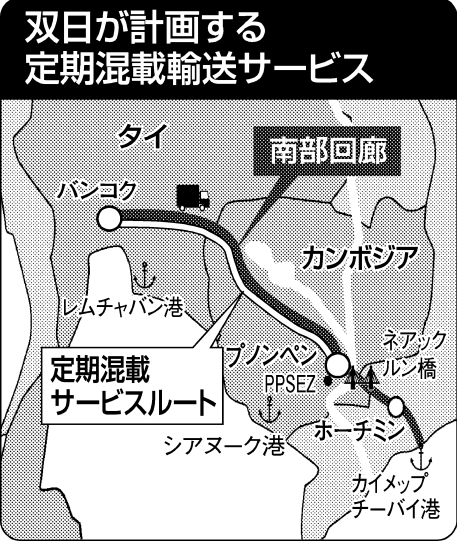 双日が計画する
定期混載輸送サービス
タイ
南部回廊
バンコク
カンボジア
レムチャバン港
ネアック
ルン橋
定期混載
サービスルート
プノンペン
PPSEZ
シアヌーク港
ホーチミン
カイメップ
チーバイ港